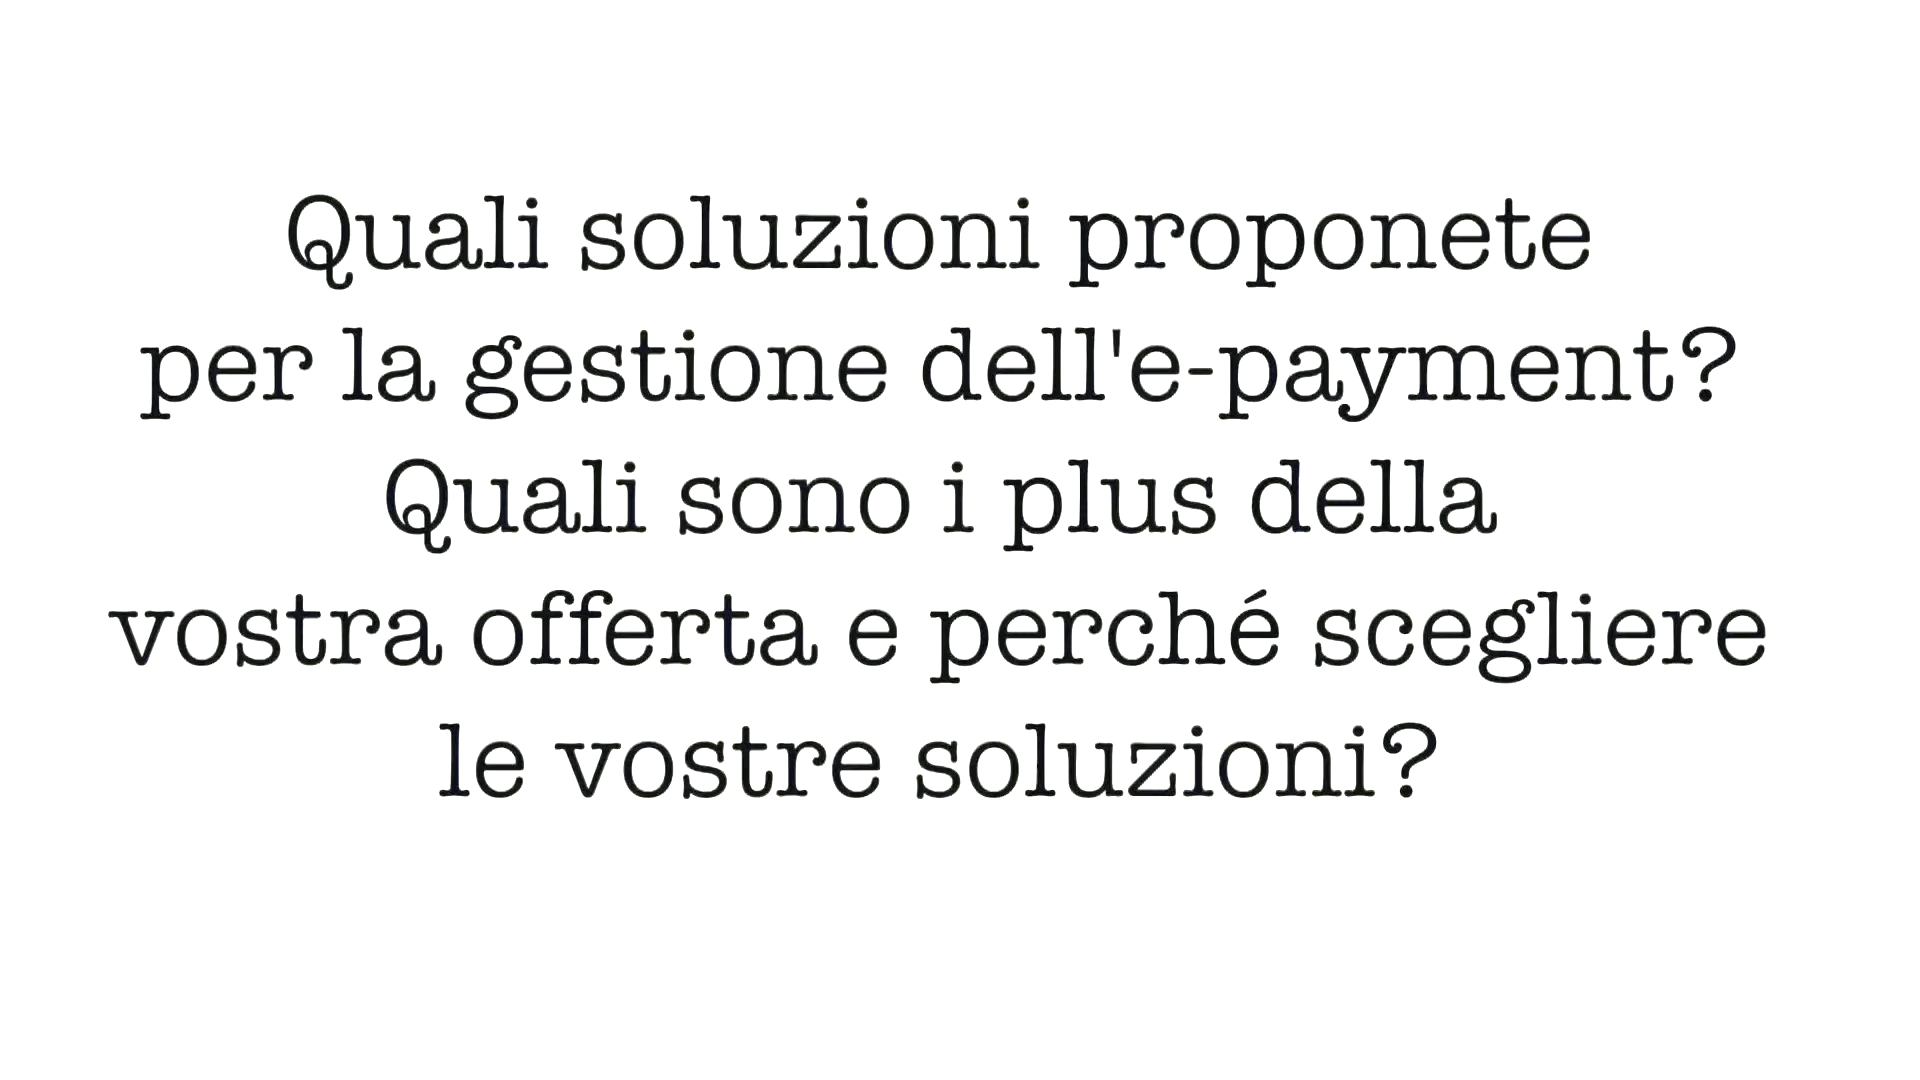 Quali soluzioni proponete
per la gestione dell'e-payment?
Quali sono i plus della
vostra offerta e perché scegliere
le vostre soluzioni?